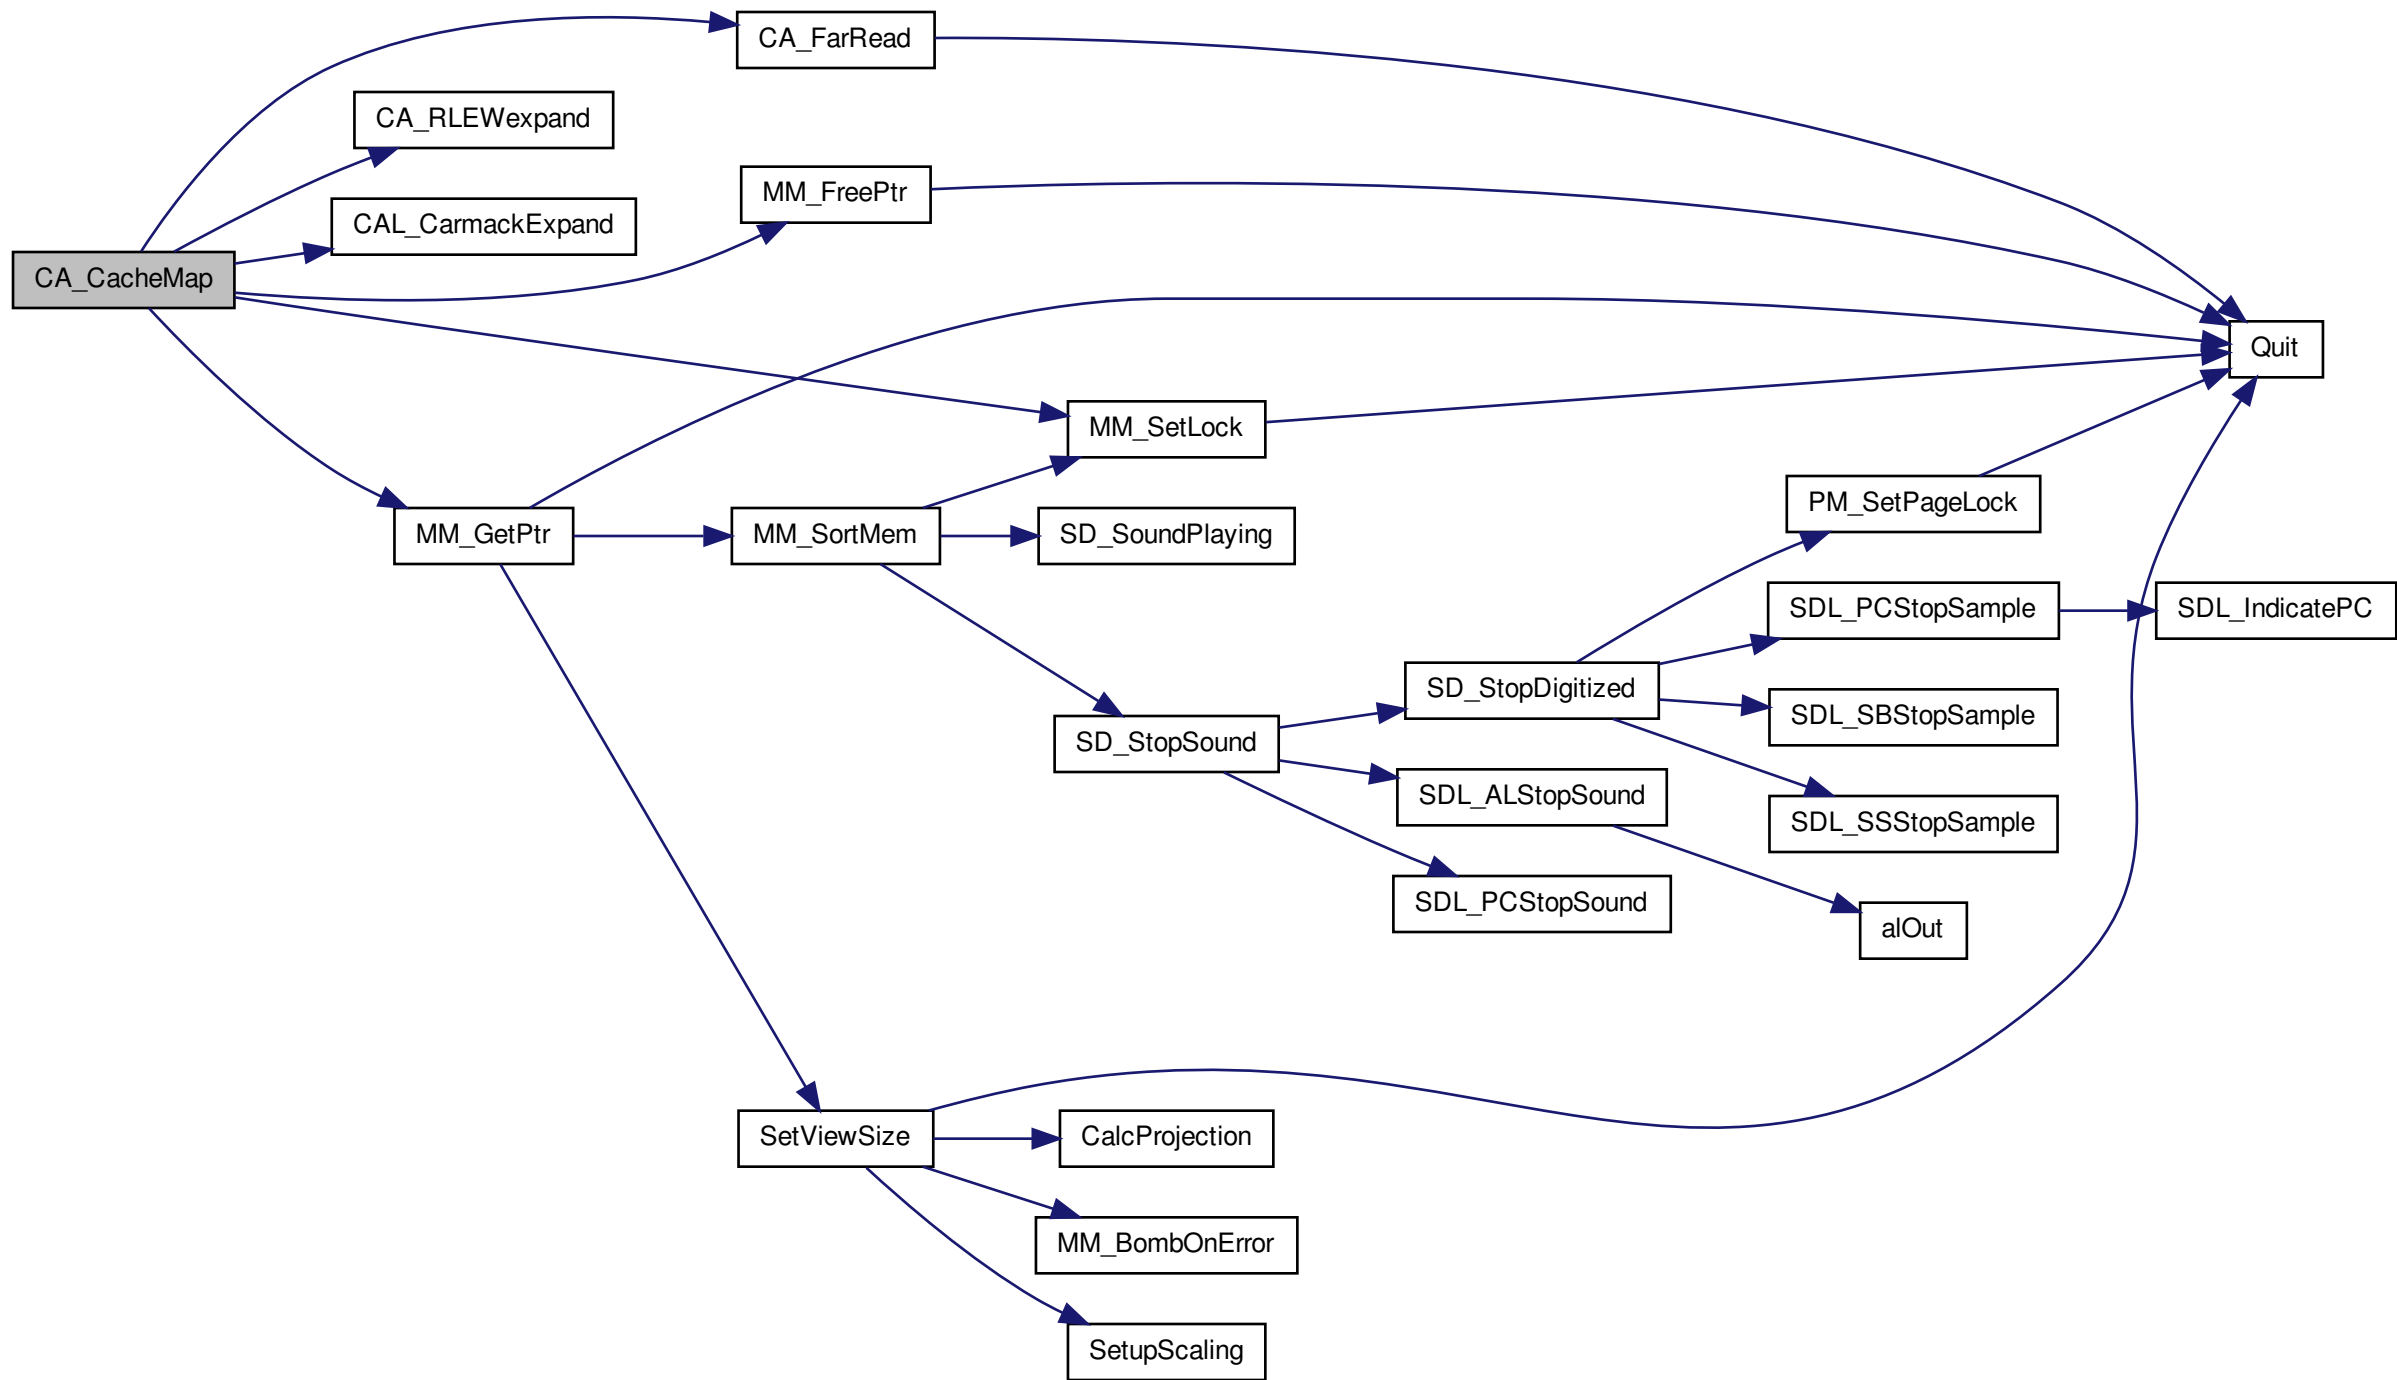 CA_FarRead
CA_RLEWexpand
MM_FreePtr
CAL_CarmackExpand
CA_CacheMap
Quit
MM_SetLock
PM_SetPageLock
MM_GetPtr
MM_SortMem
SD_SoundPlaying
SDL_PCStopSample
SDL_IndicatePC
SD_StopDigitized
SDL_SBStopSample
SD_StopSound
SDL_ALStopSound
SDL_SSStopSample
SDL_PCStopSound
alOut
SetViewSize
CalcProjection
MM_BombOnError
SetupScaling